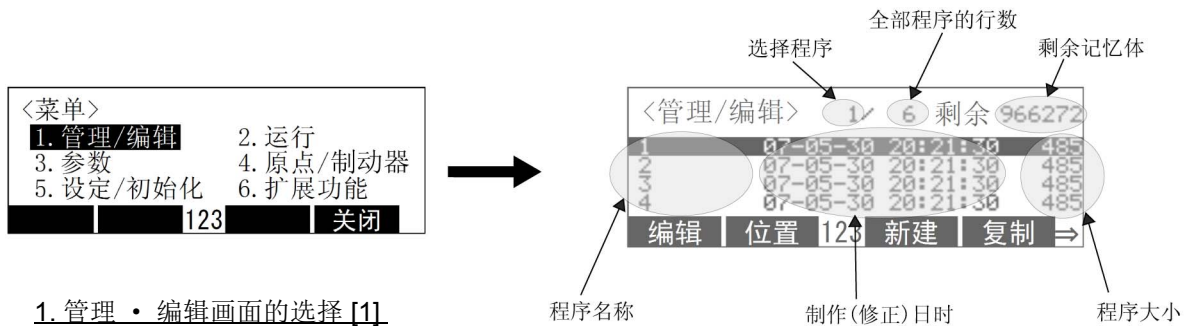 全部程序的行数
选择程序
剩余记忆体
<菜单>
1.管理/编辑 2.运行
3.参数 4.原点/制动器
5.设定/初始化 6.扩展功能
123 关闭
<管理/编辑> 1/ 6 剩余 966272
1 07-05-30 20:21:30 485
2 07-05-30 20:21:30 485
3 07-05-30 20:21:30 485
4 07-05-30 20:21:30 485
编辑 位置 123 新建 复制 ⇒
1. 管理 • 编辑画面的选择 [1]
程序名称
制作(修正)日时
程序大小